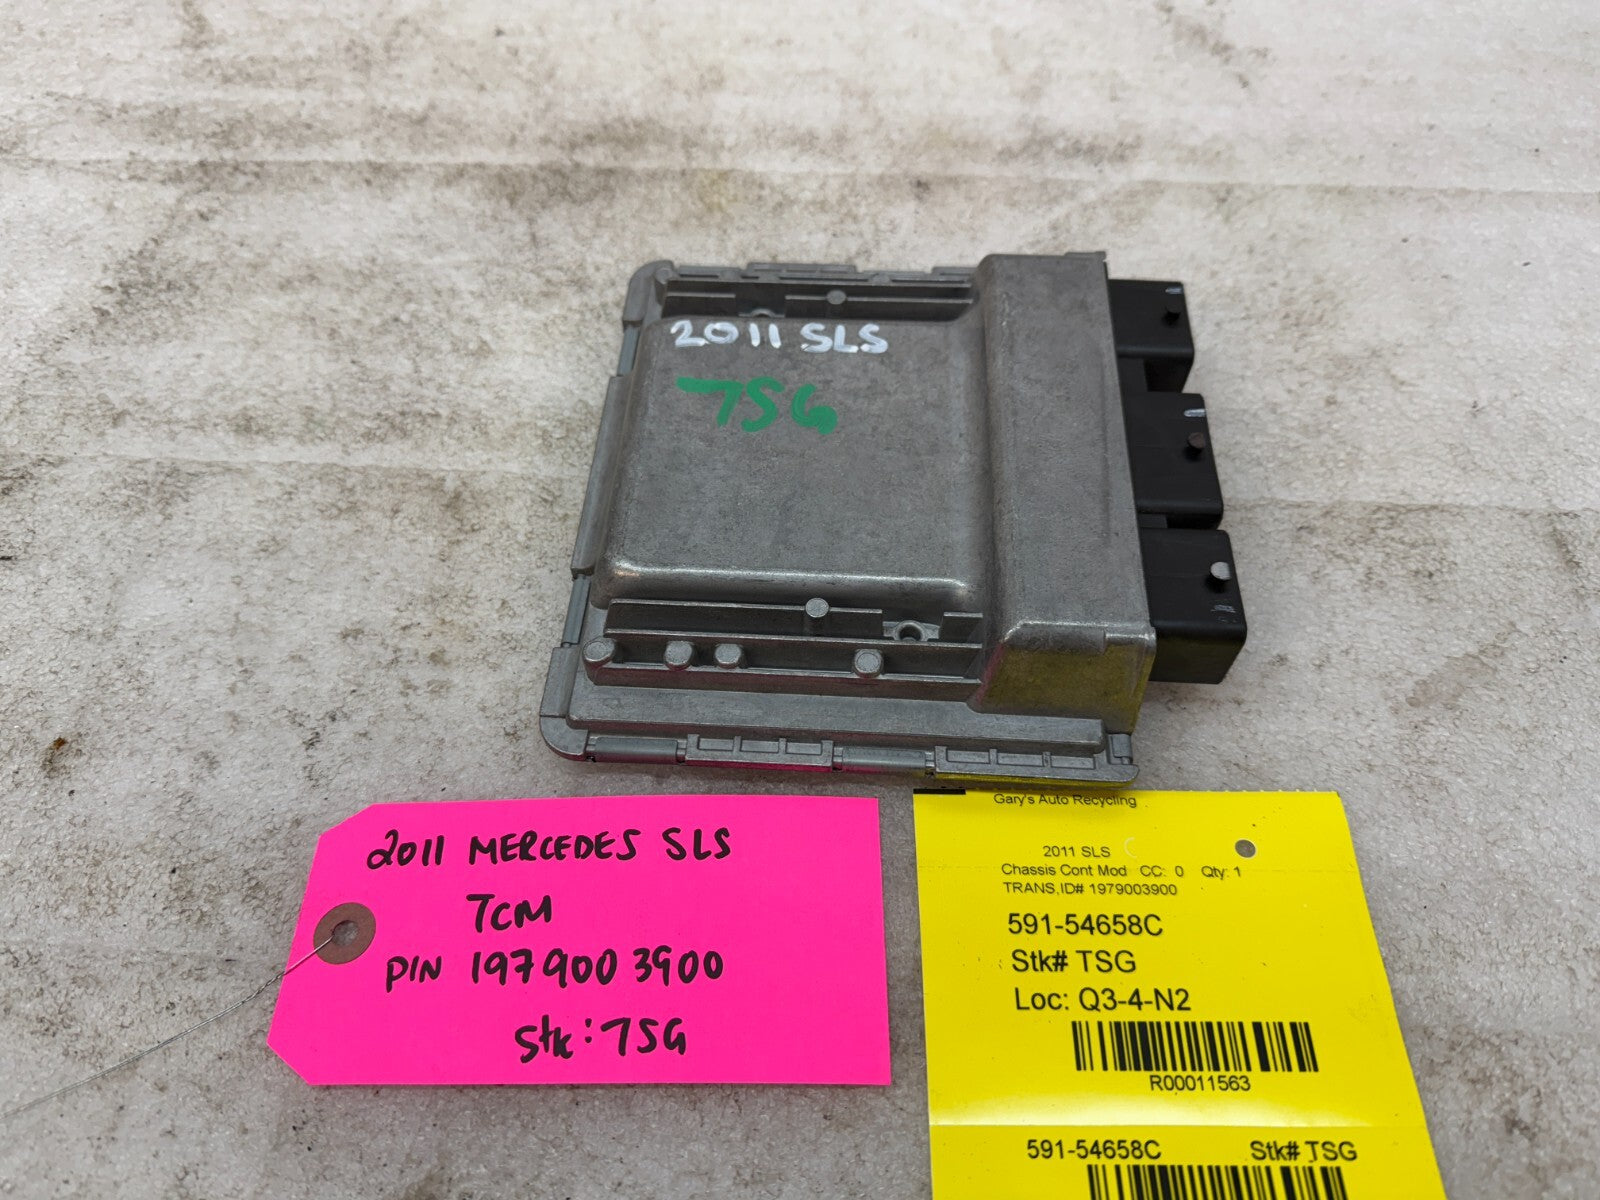 2011 SLS
TSG
2011 MERCEDES SLS
TCM
PIN 1979003900
Stk: TSG
Gary's Auto Recycling
2011 SLS
Chassis Cont Mod CC: 0 Qty: 1
TRANS,ID# 1979003900
591-54658C
Stk# TSG
Loc: Q3-4-N2
R00011563
591-54658C Stk# TSG